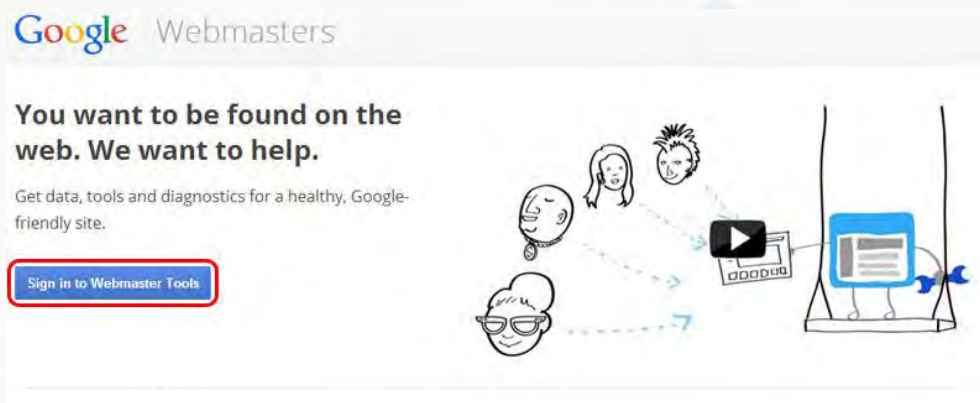 Google Webmasters
You want to be found on the
web. We want to help.
Get data, tools and diagnostics for a healthy, Google-
friendly site.
Sign in to Webmaster Tools